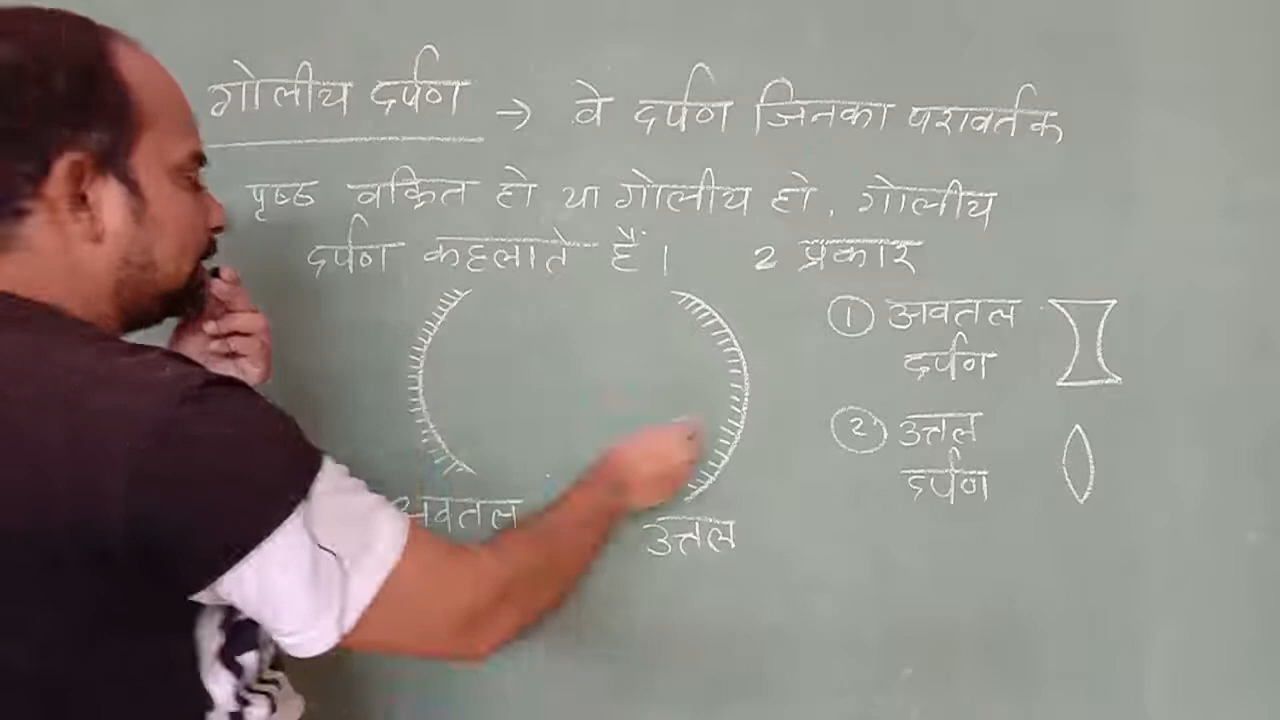 गोलीय दर्पण → वे दर्पण जिनका परावर्तक
पृष्ठ वक्रित हो या गोलीय हो, गोलीय
दर्पण कहलाते हैं। 2 प्रकार
① अवतल
दर्पण
② उत्तल
दर्पण
अवतल
उत्तल